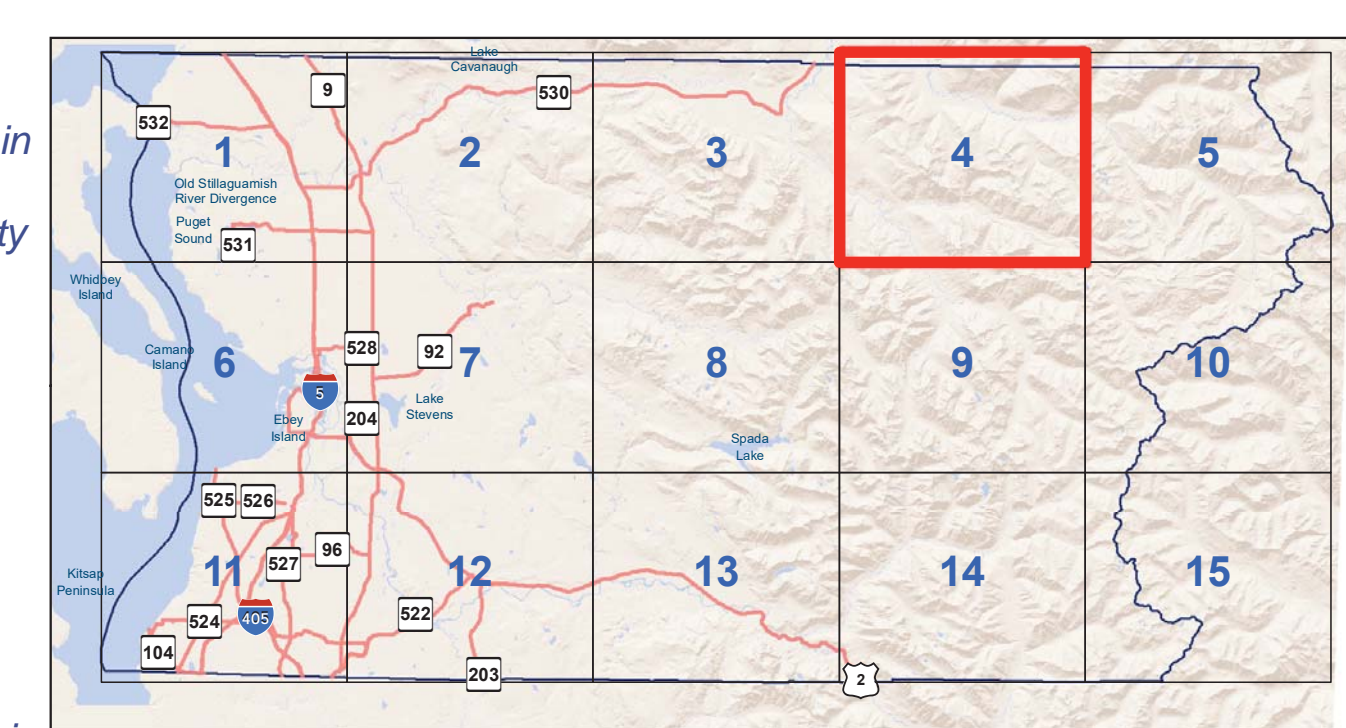 in
ty
i
Lake
Cavanaugh
9
530
532
1
2
3
4
5
Old Stillaguamish
River Divergence
Puget
Sound
531
Whidbey
Island
Camano
Island
6
528
92
7
8
9
10
5
204
Lake
Stevens
Ebey
Island
Spada
Lake
525
526
527
96
11
12
13
14
15
Kitsap
Peninsula
524
405
522
104
203
2